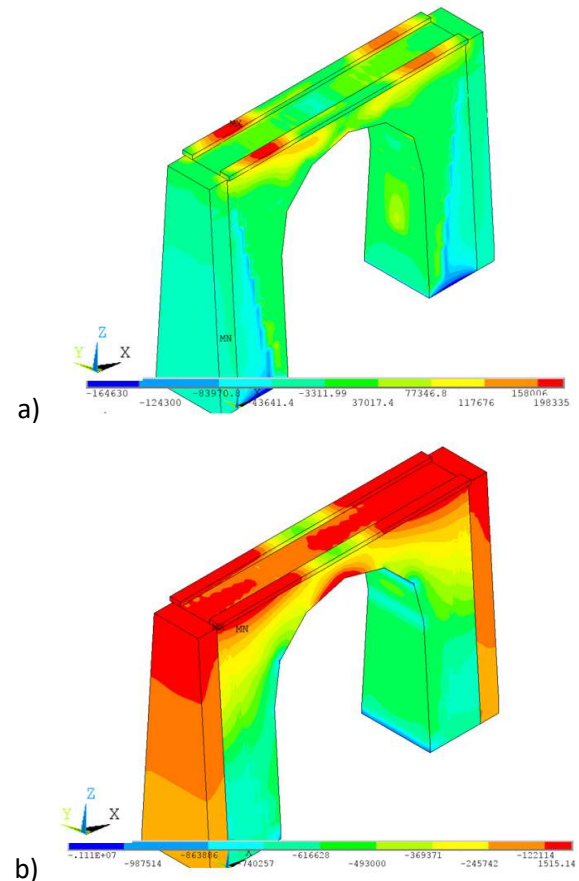 MX
MN
Z
Y X
-164630 -83970.8 -3311.99 77346.8 158006
-124300 -43641.4 37017.4 117676 198335
a)
MN
Z
Y X
-.111E+07 -863886 -616628 -369371 -122114
-987514 -740257 -493000 -245742 1515.14
b)